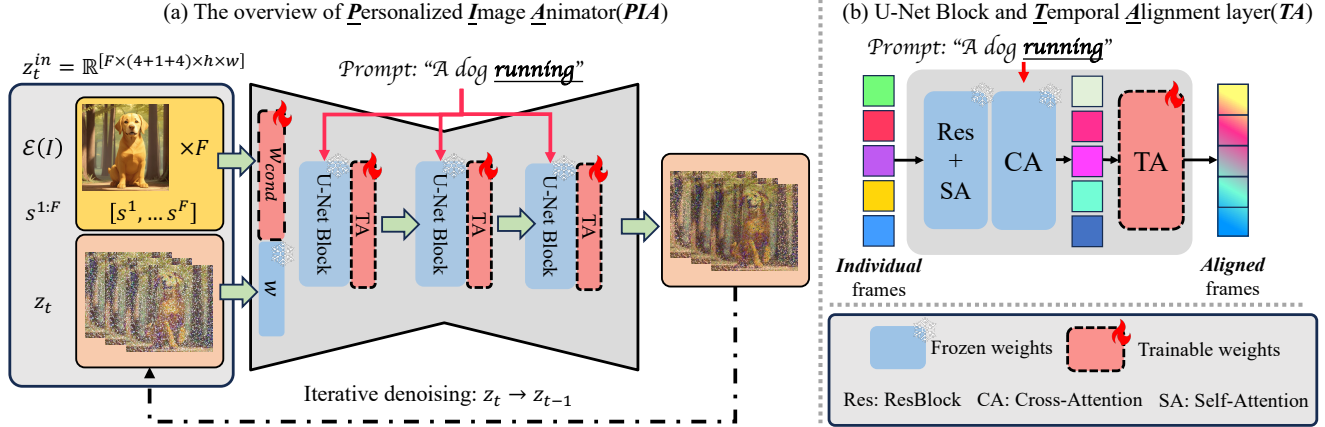 (a) The overview of Personalized Image Animator(PIA)
z_t^{in} = ℝ^{[F×(4+1+4)×h×w]}
Prompt: “A dog running”
ℰ(I)
×F
s^{1:F}
[s^1, … s^F]
z_t
w_{cond}
w
U-Net Block
TA
U-Net Block
TA
U-Net Block
TA
Iterative denoising: z_t → z_{t−1}
(b) U-Net Block and Temporal Alignment layer(TA)
Prompt: “A dog running”
Res
+
SA
CA
TA
Individual
frames
Aligned
frames
Frozen weights
Trainable weights
Res: ResBlock CA: Cross-Attention SA: Self-Attention